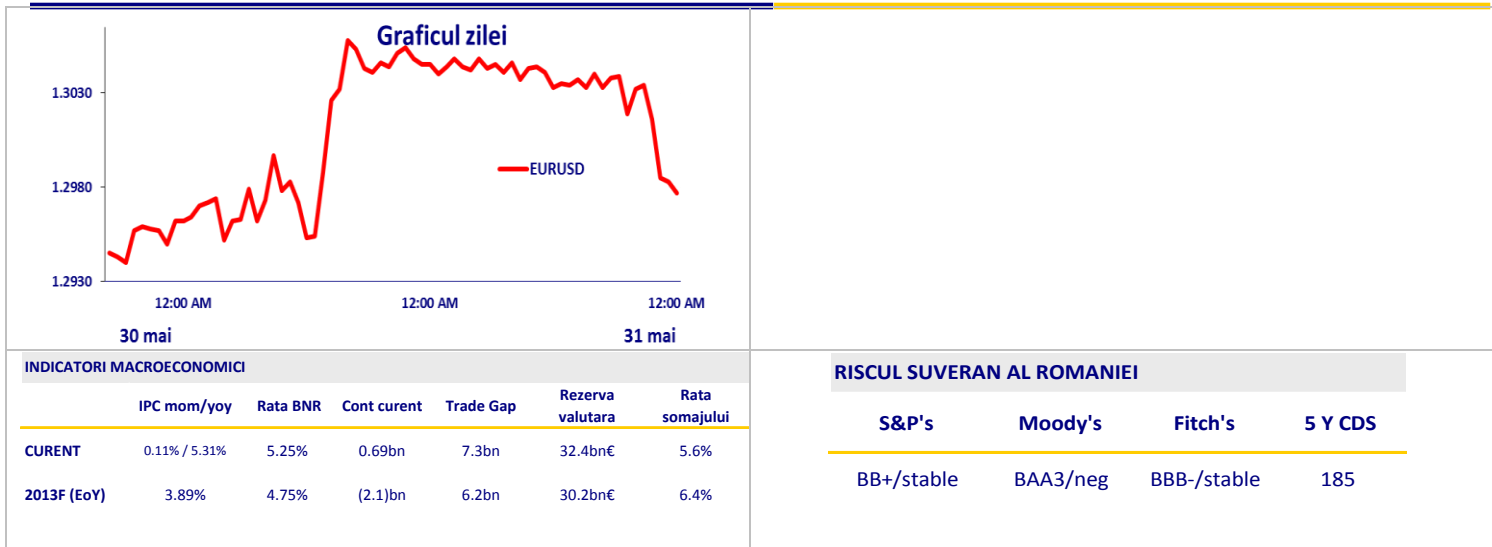 Graficul zilei
1.3030
1.2980
1.2930
EURUSD
12:00 AM 12:00 AM 12:00 AM
30 mai 31 mai
INDICATORI MACROECONOMICI
IPC mom/yoy Rata BNR Cont curent Trade Gap Rezerva valutara Rata somajului
CURENT 0.11% / 5.31% 5.25% 0.69bn 7.3bn 32.4bn€ 5.6%
2013F (EoY) 3.89% 4.75% (2.1)bn 6.2bn 30.2bn€ 6.4%
RISCUL SUVERAN AL ROMANIEI
S&P's Moody's Fitch's 5 Y CDS
BB+/stable BAA3/neg BBB-/stable 185